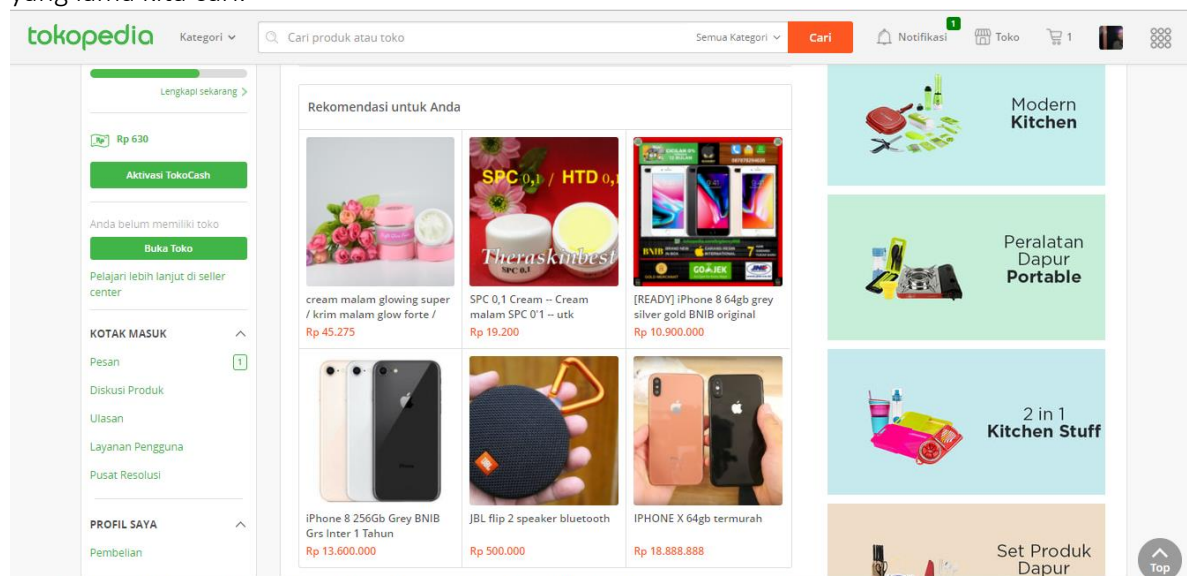 yang lama kita cari.
tokopedia
Kategori
Cari produk atau toko
Semua Kategori
Cari
Notifikasi
1
Toko
1
Lengkapi sekarang
Rp 630
Aktivasi TokoCash
Anda belum memiliki toko
Buka Toko
Pelajari lebih lanjut di seller
center
KOTAK MASUK
Pesan
1
Diskusi Produk
Ulasan
Layanan Pengguna
Pusat Resolusi
PROFIL SAYA
Pembelian
Rekomendasi untuk Anda
SPC 0,1 / HTD 0,1
Theraskinbest
SPC 0,1
BNIB
GOJEK
JNE
7
cream malam glowing super
/ krim malam glow forte /
Rp 45.275
SPC 0,1 Cream -- Cream
malam SPC 0'1 -- utk
Rp 19.200
[READY] iPhone 8 64gb grey
silver gold BNIB original
Rp 10.900.000
iPhone 8 256Gb Grey BNIB
Grs Inter 1 Tahun
Rp 13.600.000
JBL flip 2 speaker bluetooth
Rp 500.000
IPHONE X 64gb termurah
Rp 18.888.888
Modern
Kitchen
Peralatan
Dapur
Portable
2 in 1
Kitchen Stuff
Set Produk
Dapur
Top